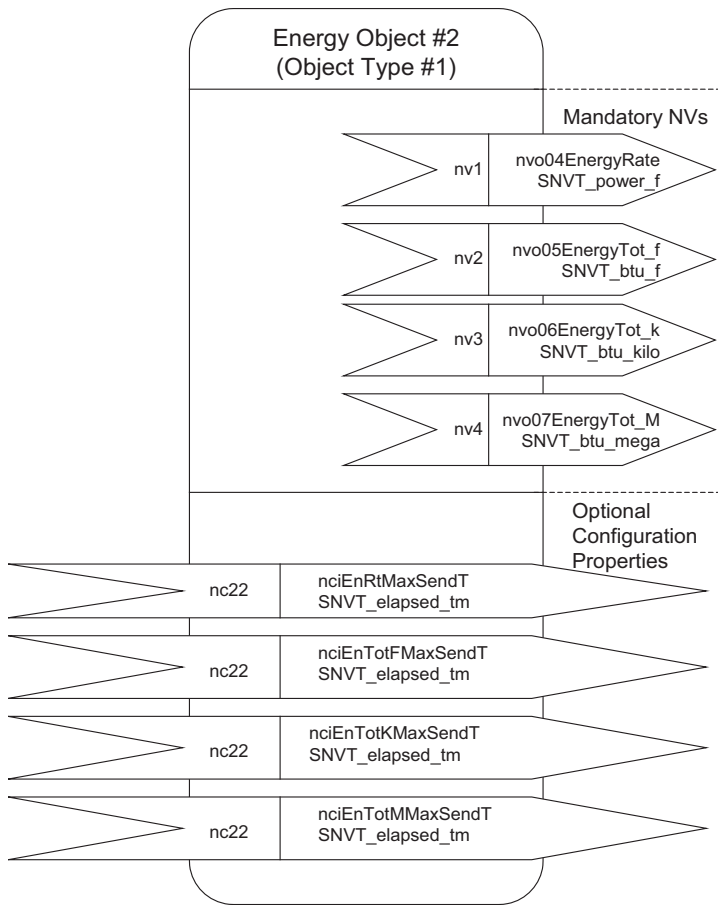 Energy Object #2
(Object Type #1)
Mandatory NVs
nv1
nvo04EnergyRate
SNVT_power_f
nv2
nvo05EnergyTot_f
SNVT_btu_f
nv3
nvo06EnergyTot_k
SNVT_btu_kilo
nv4
nvo07EnergyTot_M
SNVT_btu_mega
Optional
Configuration
Properties
nc22
nciEnRtMaxSendT
SNVT_elapsed_tm
nc22
nciEnTotFMaxSendT
SNVT_elapsed_tm
nc22
nciEnTotKMaxSendT
SNVT_elapsed_tm
nc22
nciEnTotMMaxSendT
SNVT_elapsed_tm